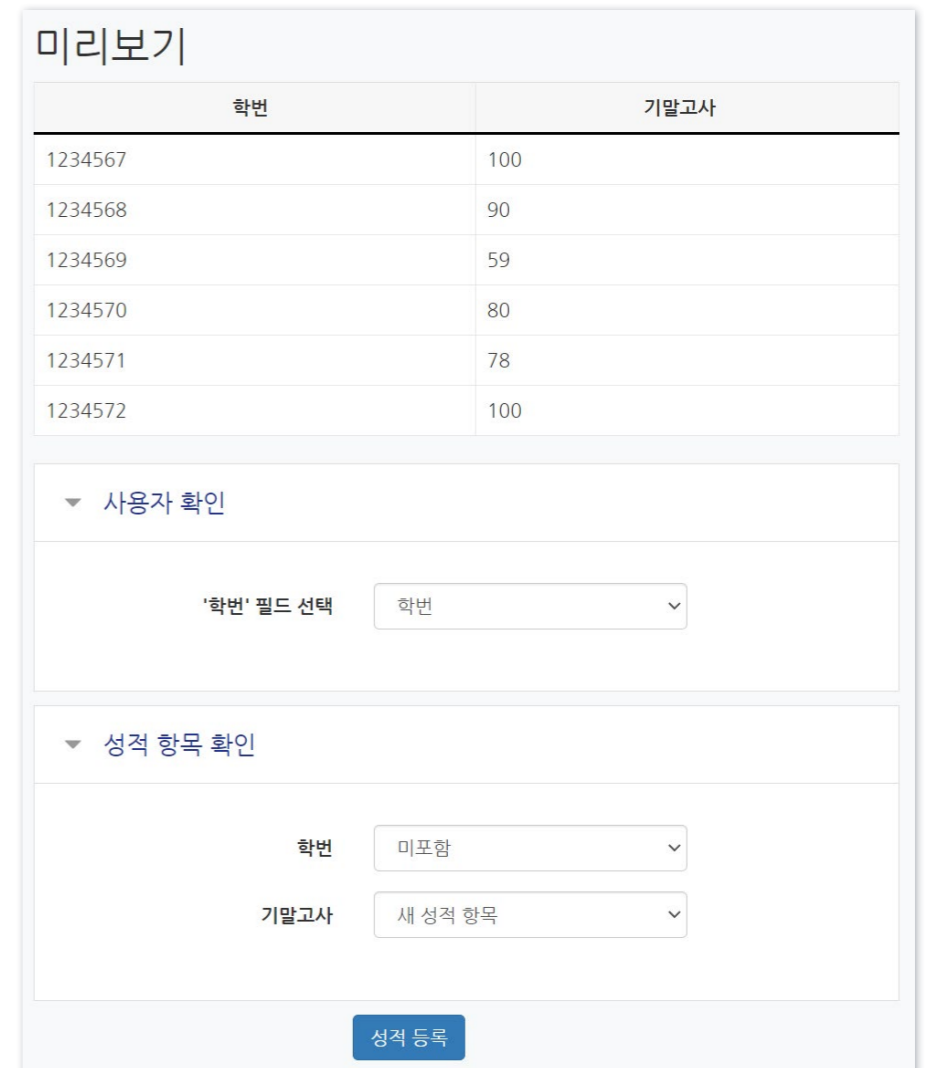 미리보기
학번 기말고사
1234567 100
1234568 90
1234569 59
1234570 80
1234571 78
1234572 100
사용자 확인
'학번' 필드 선택 학번
성적 항목 확인
학번 미포함
기말고사 새 성적 항목
성적 등록